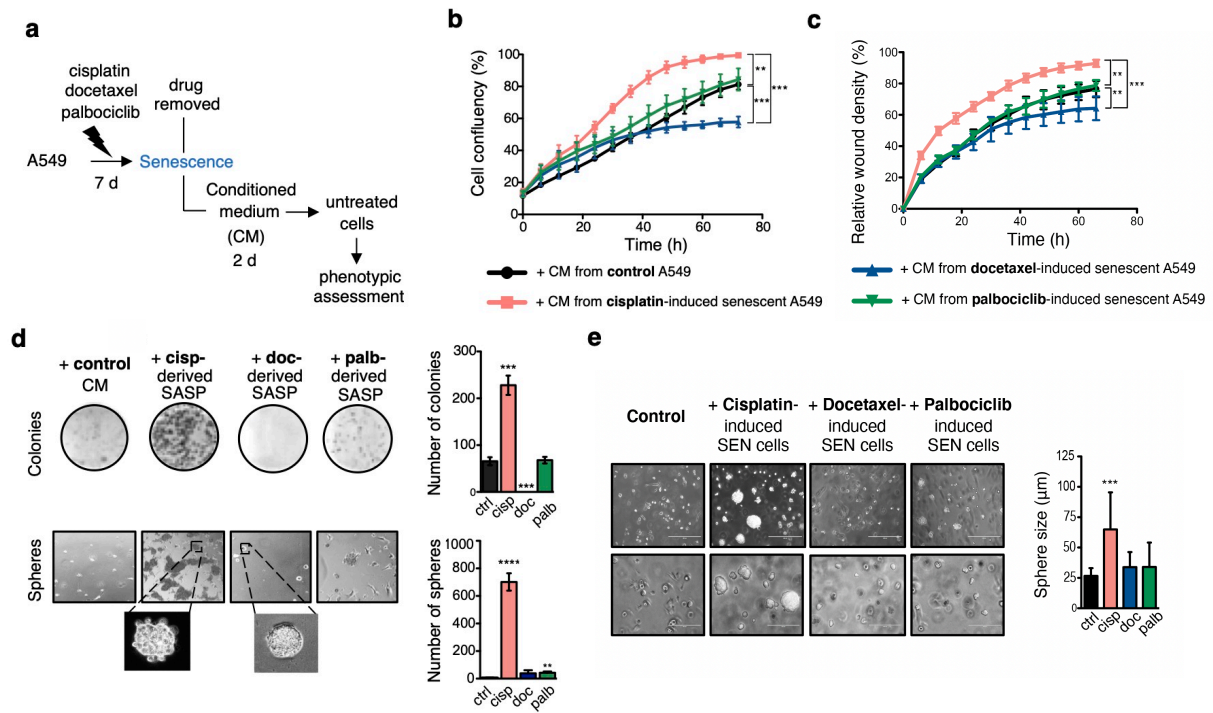 a
cisplatin
docetaxel
palbociclib
drug
removed
A549
7 d
Senescence
Conditioned
medium
(CM)
2 d
untreated
cells
phenotypic
assessment
b
Cell confluency (%)
100
80
60
40
20
0
0 20 40 60 80
Time (h)
**
***
***
c
Relative wound density (%)
100
80
60
40
20
0
0 20 40 60 80
Time (h)
**
**
***
+ CM from control A549
+ CM from cisplatin-induced senescent A549
+ CM from docetaxel-induced senescent A549
+ CM from palbociclib-induced senescent A549
d
+ control
CM
+ cisp-
derived
SASP
+ doc-
derived
SASP
+ palb-
derived
SASP
Colonies
Spheres
Number of colonies
300
200
100
0
***
***
ctrl cisp doc palb
Number of spheres
1000
800
600
400
200
0
****
**
ctrl cisp doc palb
e
Control
+ Cisplatin-
induced
SEN cells
+ Docetaxel-
induced
SEN cells
+ Palbociclib
induced
SEN cells
Sphere size (µm)
125
100
75
50
25
0
***
ctrl cisp doc palb